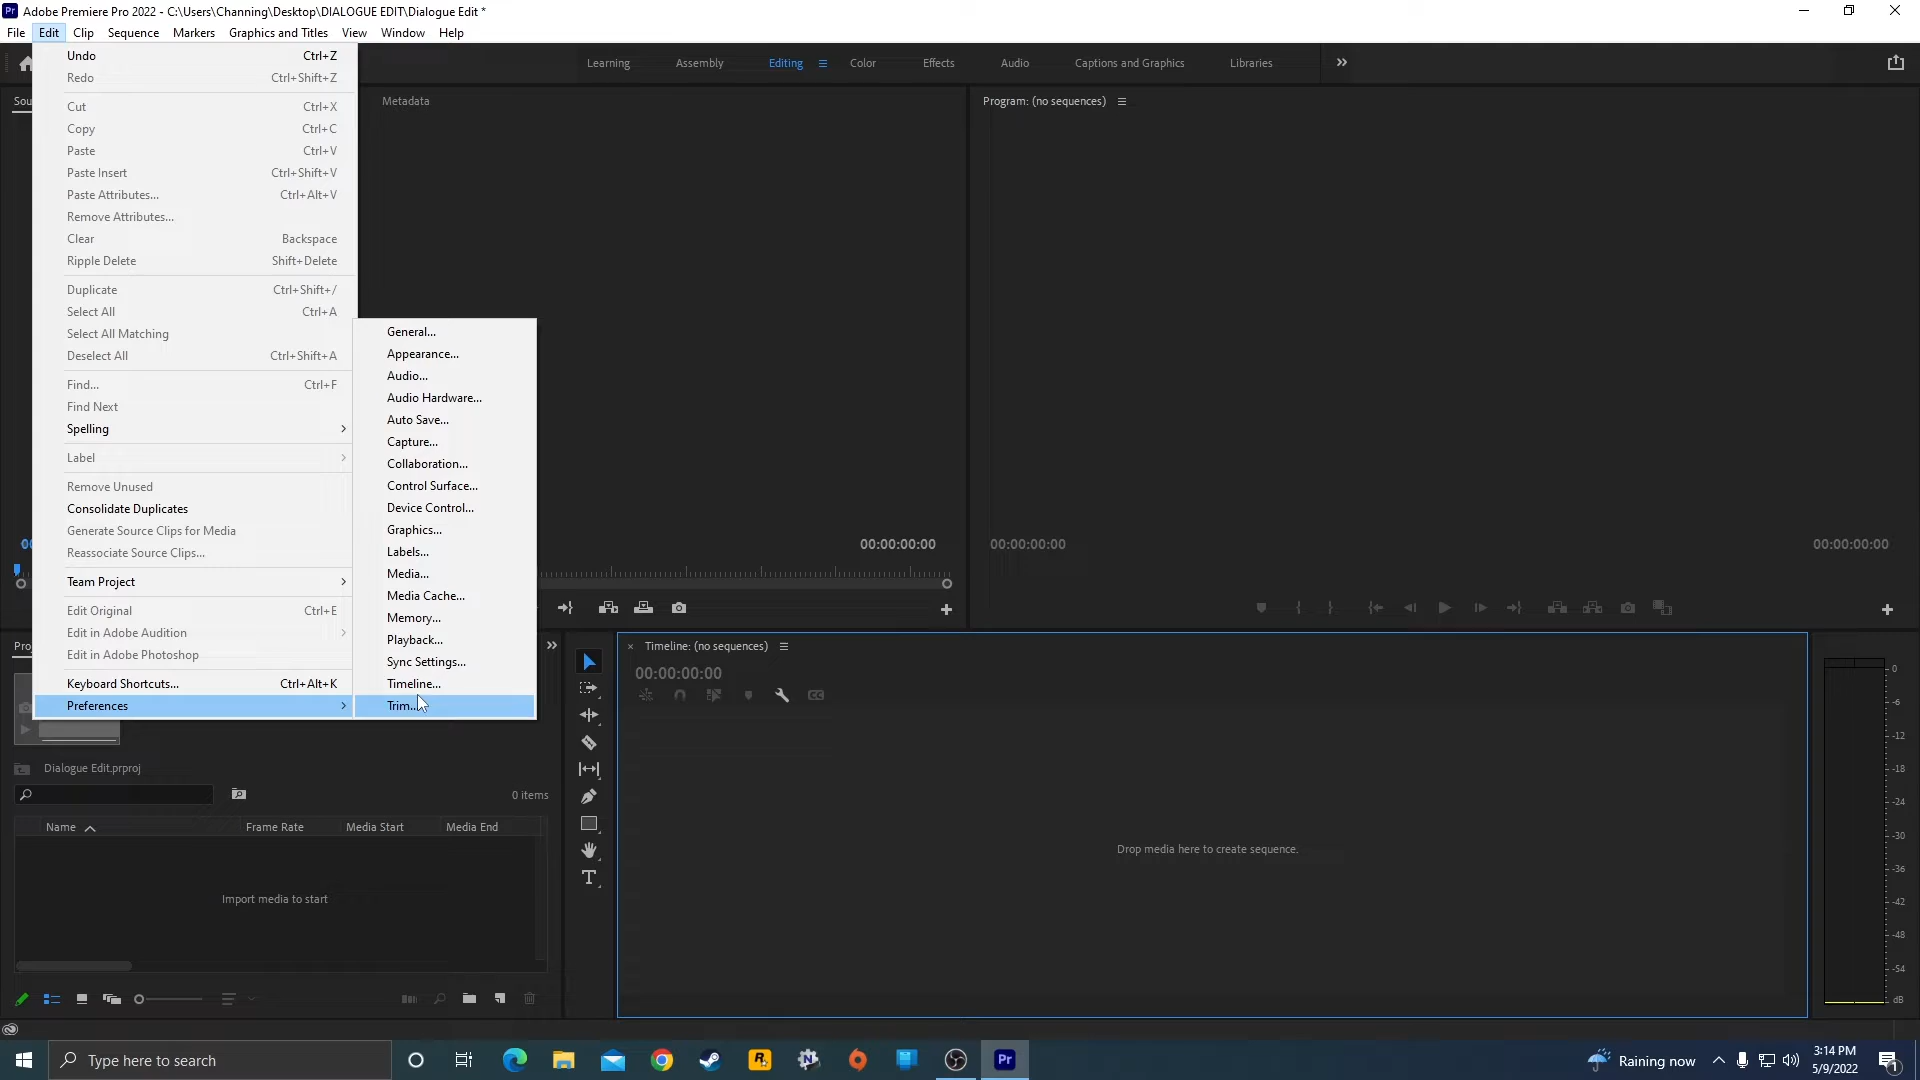 Pr Adobe Premiere Pro 2022 - C:\Users\Channing\Desktop\DIALOGUE EDIT\Dialogue Edit *
File Edit Clip Sequence Markers Graphics and Titles View Window Help
Learning Assembly Editing Color Effects Audio Captions and Graphics Libraries
Undo Ctrl+Z
Redo Ctrl+Shift+Z
Cut Ctrl+X
Copy Ctrl+C
Paste Ctrl+V
Paste Insert Ctrl+Shift+V
Paste Attributes... Ctrl+Alt+V
Remove Attributes...
Clear Backspace
Ripple Delete Shift+Delete
Duplicate Ctrl+Shift+/
Select All Ctrl+A
Select All Matching
Deselect All Ctrl+Shift+A
Find... Ctrl+F
Find Next
Spelling
Label
Remove Unused
Consolidate Duplicates
Generate Source Clips for Media
Reassociate Source Clips...
Team Project
Edit Original Ctrl+E
Edit in Adobe Audition
Edit in Adobe Photoshop
Keyboard Shortcuts... Ctrl+Alt+K
Preferences
General...
Appearance...
Audio...
Audio Hardware...
Auto Save...
Capture...
Collaboration...
Control Surface...
Device Control...
Graphics...
Labels...
Media...
Media Cache...
Memory...
Playback...
Sync Settings...
Timeline...
Trim...
Sou
Metadata
00
00:00:00:00
Program: (no sequences)
00:00:00:00 00:00:00:00
Pro
Dialogue Edit.prproj
0 items
Name Frame Rate Media Start Media End
Import media to start
T
× Timeline: (no sequences)
00:00:00:00
CC
Drop media here to create sequence.
0
-6
-12
-18
-24
-30
-36
-42
-48
-54
dB
Type here to search
R
N
Pr
Raining now
3:14 PM
5/9/2022
1